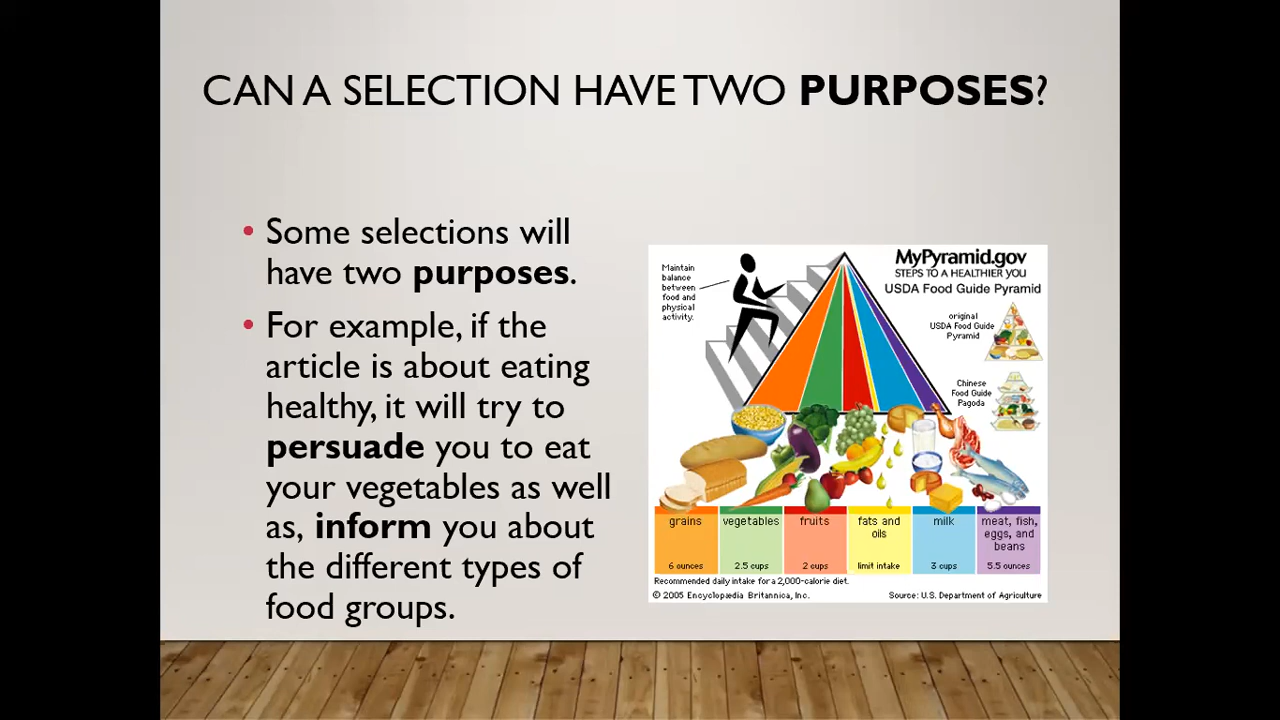 CAN A SELECTION HAVE TWO PURPOSES?
• Some selections will
have two purposes.
• For example, if the
article is about eating
healthy, it will try to
persuade you to eat
your vegetables as well
as, inform you about
the different types of
food groups.
Maintain
balance
between
food and
physical
activity.
MyPyramid.gov
STEPS TO A HEALTHIER YOU
USDA Food Guide Pyramid
original
USDA Food Guide
Pyramid
Chinese
Food Guide
Pagoda
grains
6 ounces
vegetables
2.5 cups
fruits
2 cups
fats and
oils
limit intake
milk
3 cups
meat, fish,
eggs, and
beans
5.5 ounces
Recommended daily intake for a 2,000-calorie diet.
© 2005 Encyclopædia Britannica, Inc.
Source: U.S. Department of Agriculture